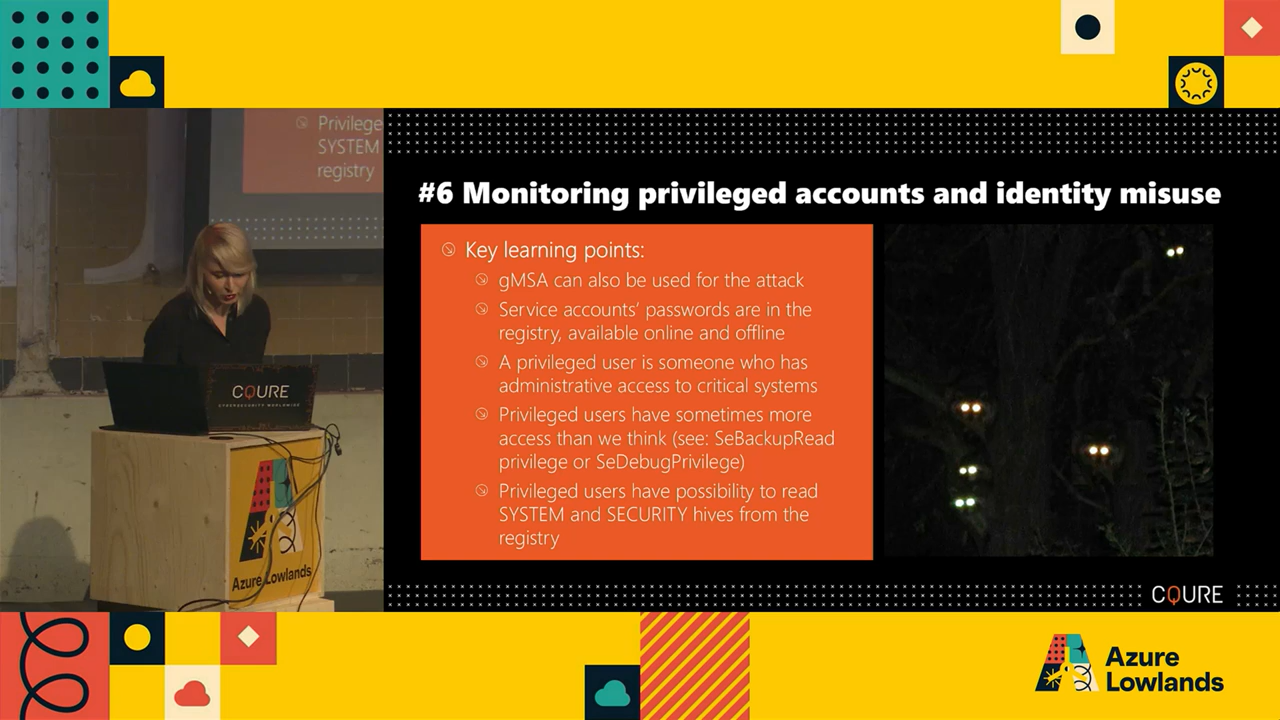 Privilege
SYSTEM
registry
CQURE
CYBERSECURITY WORLDWIDE
Azure Lowlands
#6 Monitoring privileged accounts and identity misuse
Key learning points:
gMSA can also be used for the attack
Service accounts' passwords are in the
registry, available online and offline
A privileged user is someone who has
administrative access to critical systems
Privileged users have sometimes more
access than we think (see: SeBackupRead
privilege or SeDebugPrivilege)
Privileged users have possibility to read
SYSTEM and SECURITY hives from the
registry
CQURE
Azure
Lowlands